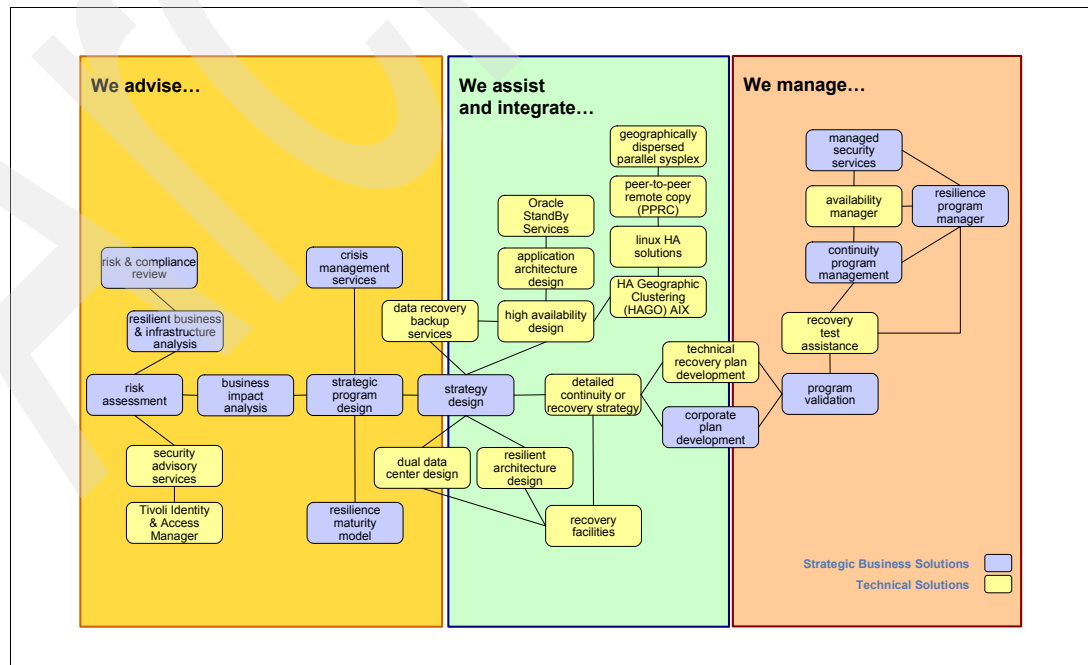 We advise…
risk & compliance
review
resilient business
& infrastructure
analysis
risk
assessment
business
impact
analysis
security
advisory
services
Tivoli Identity
& Access
Manager
crisis
management
services
strategic
program
design
resilience
maturity
model
We assist
and integrate…
geographically
dispersed
parallel sysplex
peer-to-peer
remote copy
(PPRC)
linux HA
solutions
HA Geographic
Clustering
(HAGO) AIX
Oracle
StandBy
Services
application
architecture
design
high availability
design
data recovery
backup
services
strategy
design
detailed
continuity or
recovery strategy
dual data
center design
resilient
architecture
design
recovery
facilities
technical
recovery plan
development
corporate
plan
development
We manage…
managed
security
services
availability
manager
resilience
program
manager
continuity
program
management
recovery
test
assistance
program
validation
Strategic Business Solutions
Technical Solutions